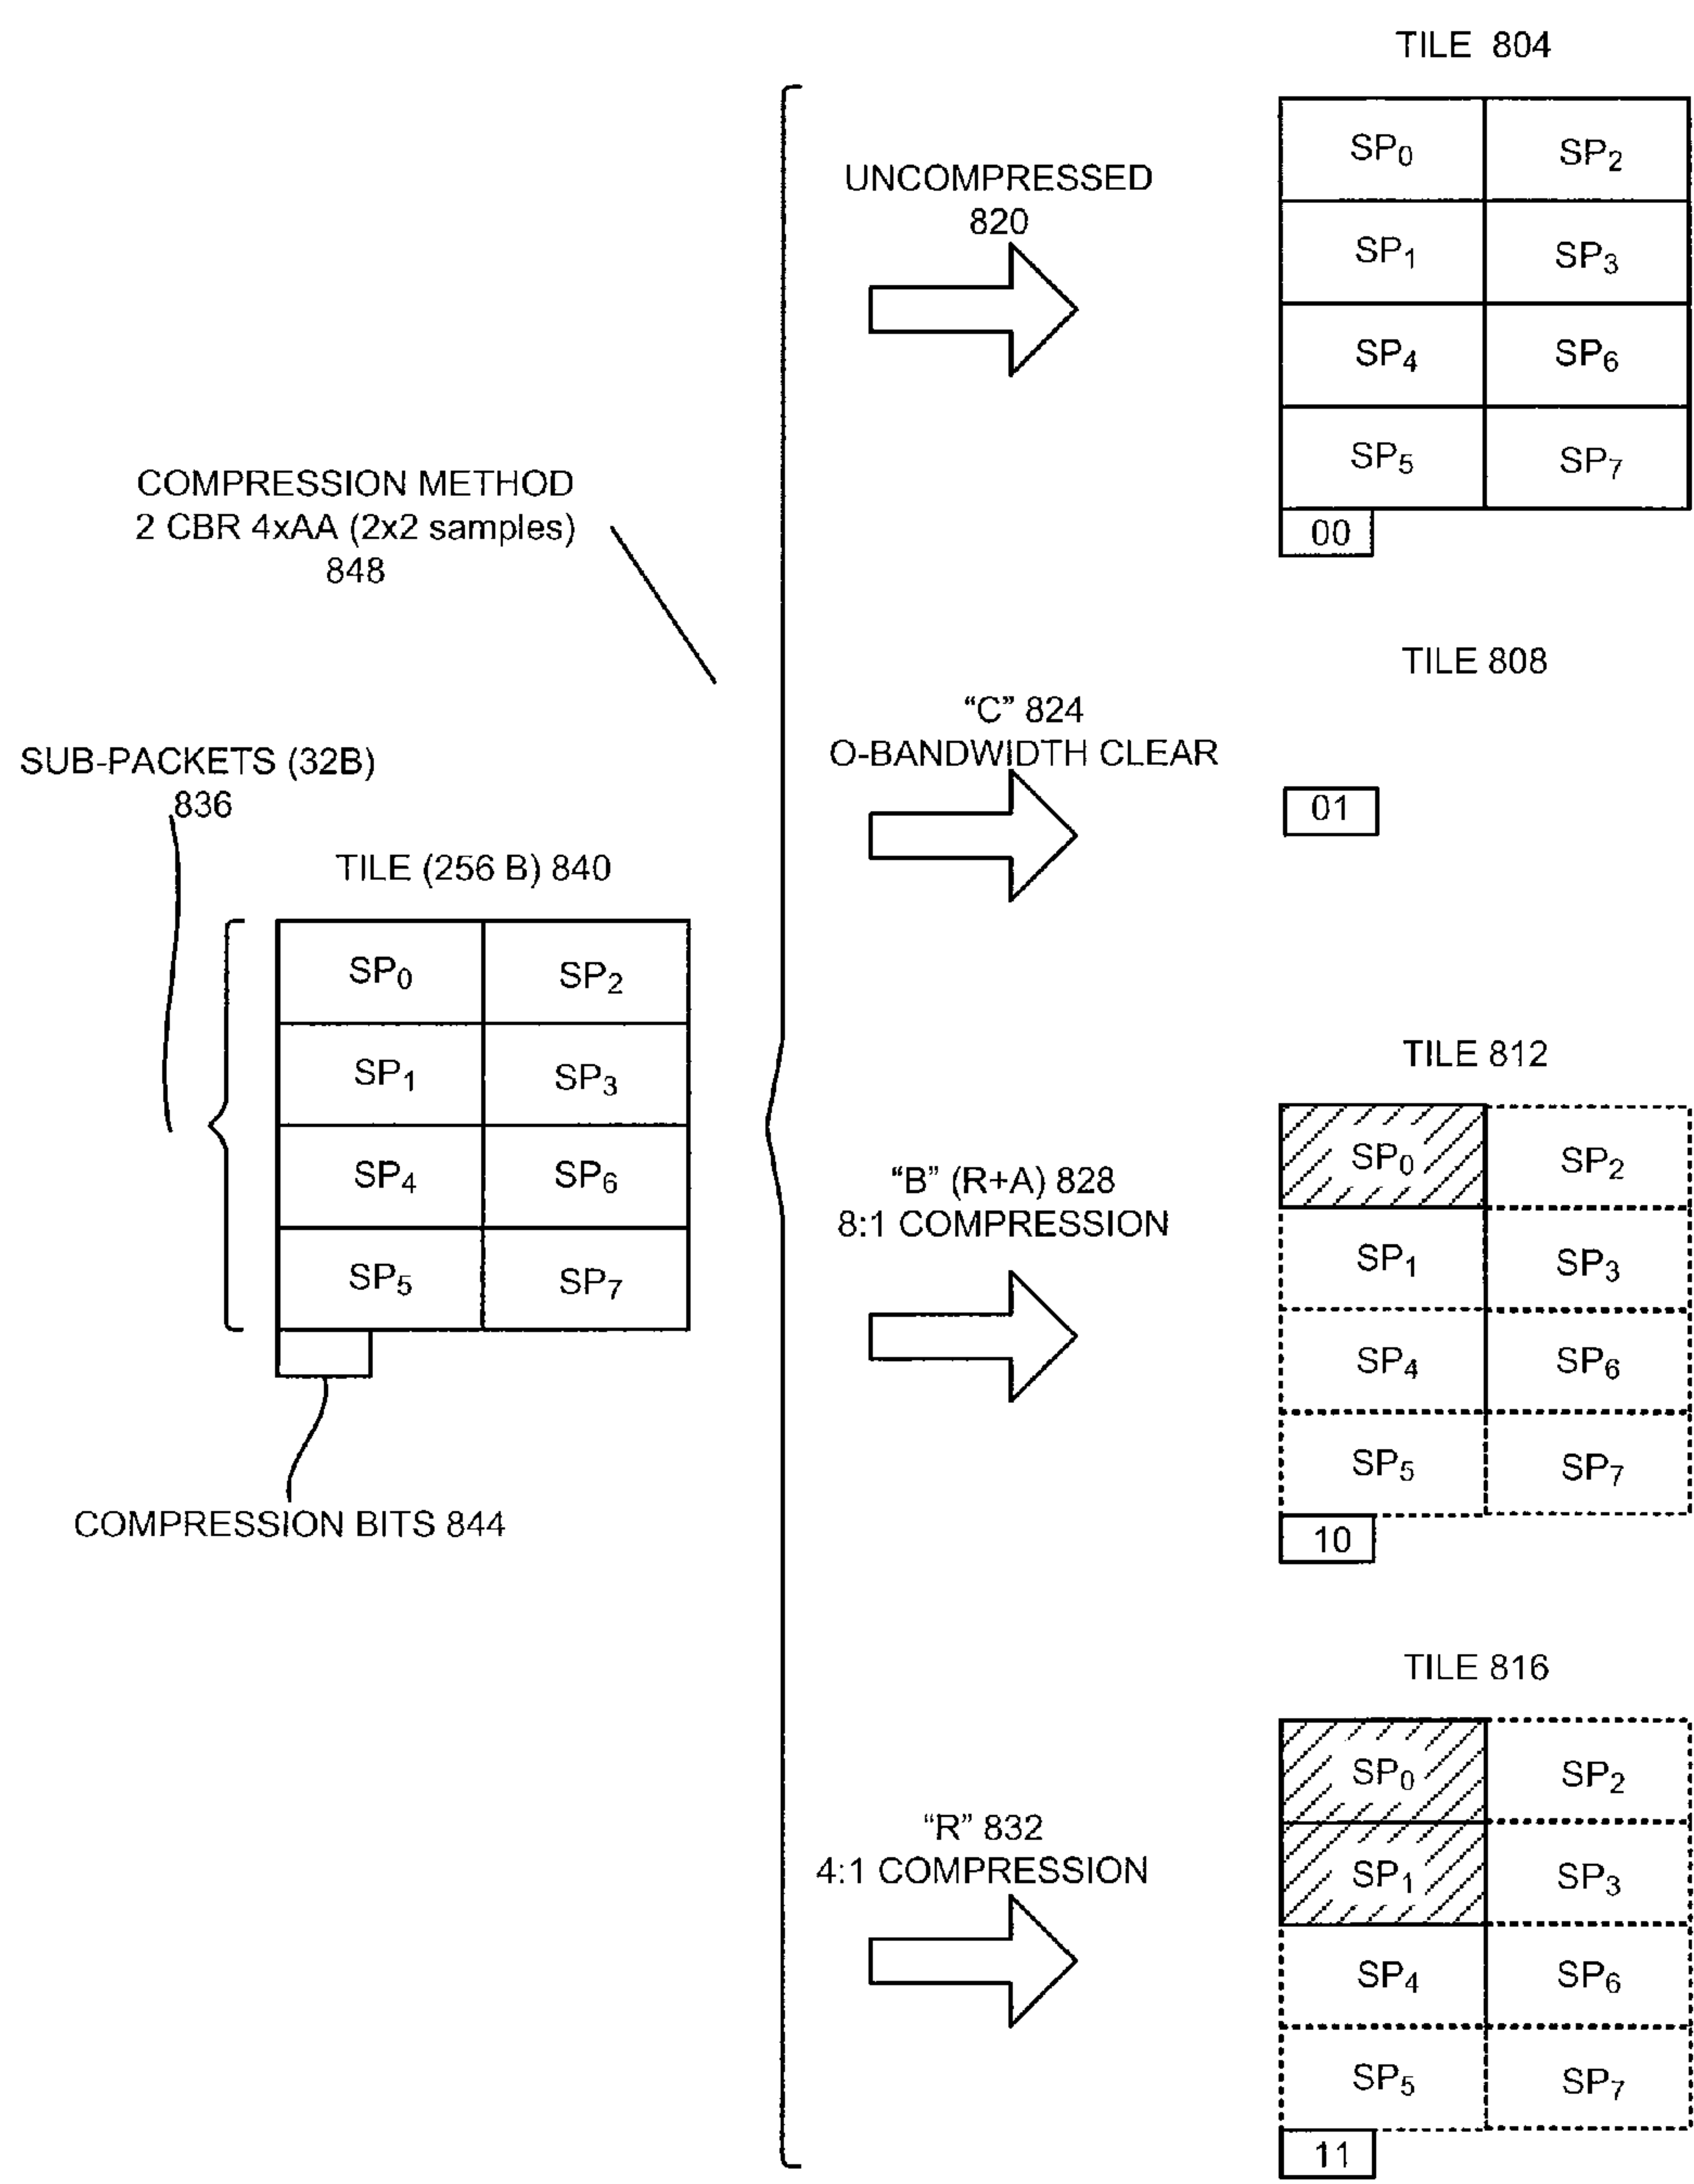 TILE 804
SP0 SP2
SP1 SP3
SP4 SP6
SP5 SP7
00
UNCOMPRESSED
820
COMPRESSION METHOD
2 CBR 4xAA (2x2 samples)
848
TILE 808
"C" 824
O-BANDWIDTH CLEAR
01
SUB-PACKETS (32B)
836
TILE (256 B) 840
SP0 SP2
SP1 SP3
SP4 SP6
SP5 SP7
COMPRESSION BITS 844
TILE 812
"B" (R+A) 828
8:1 COMPRESSION
SP0 SP2
SP1 SP3
SP4 SP6
SP5 SP7
10
TILE 816
"R" 832
4:1 COMPRESSION
SP0 SP2
SP1 SP3
SP4 SP6
SP5 SP7
11